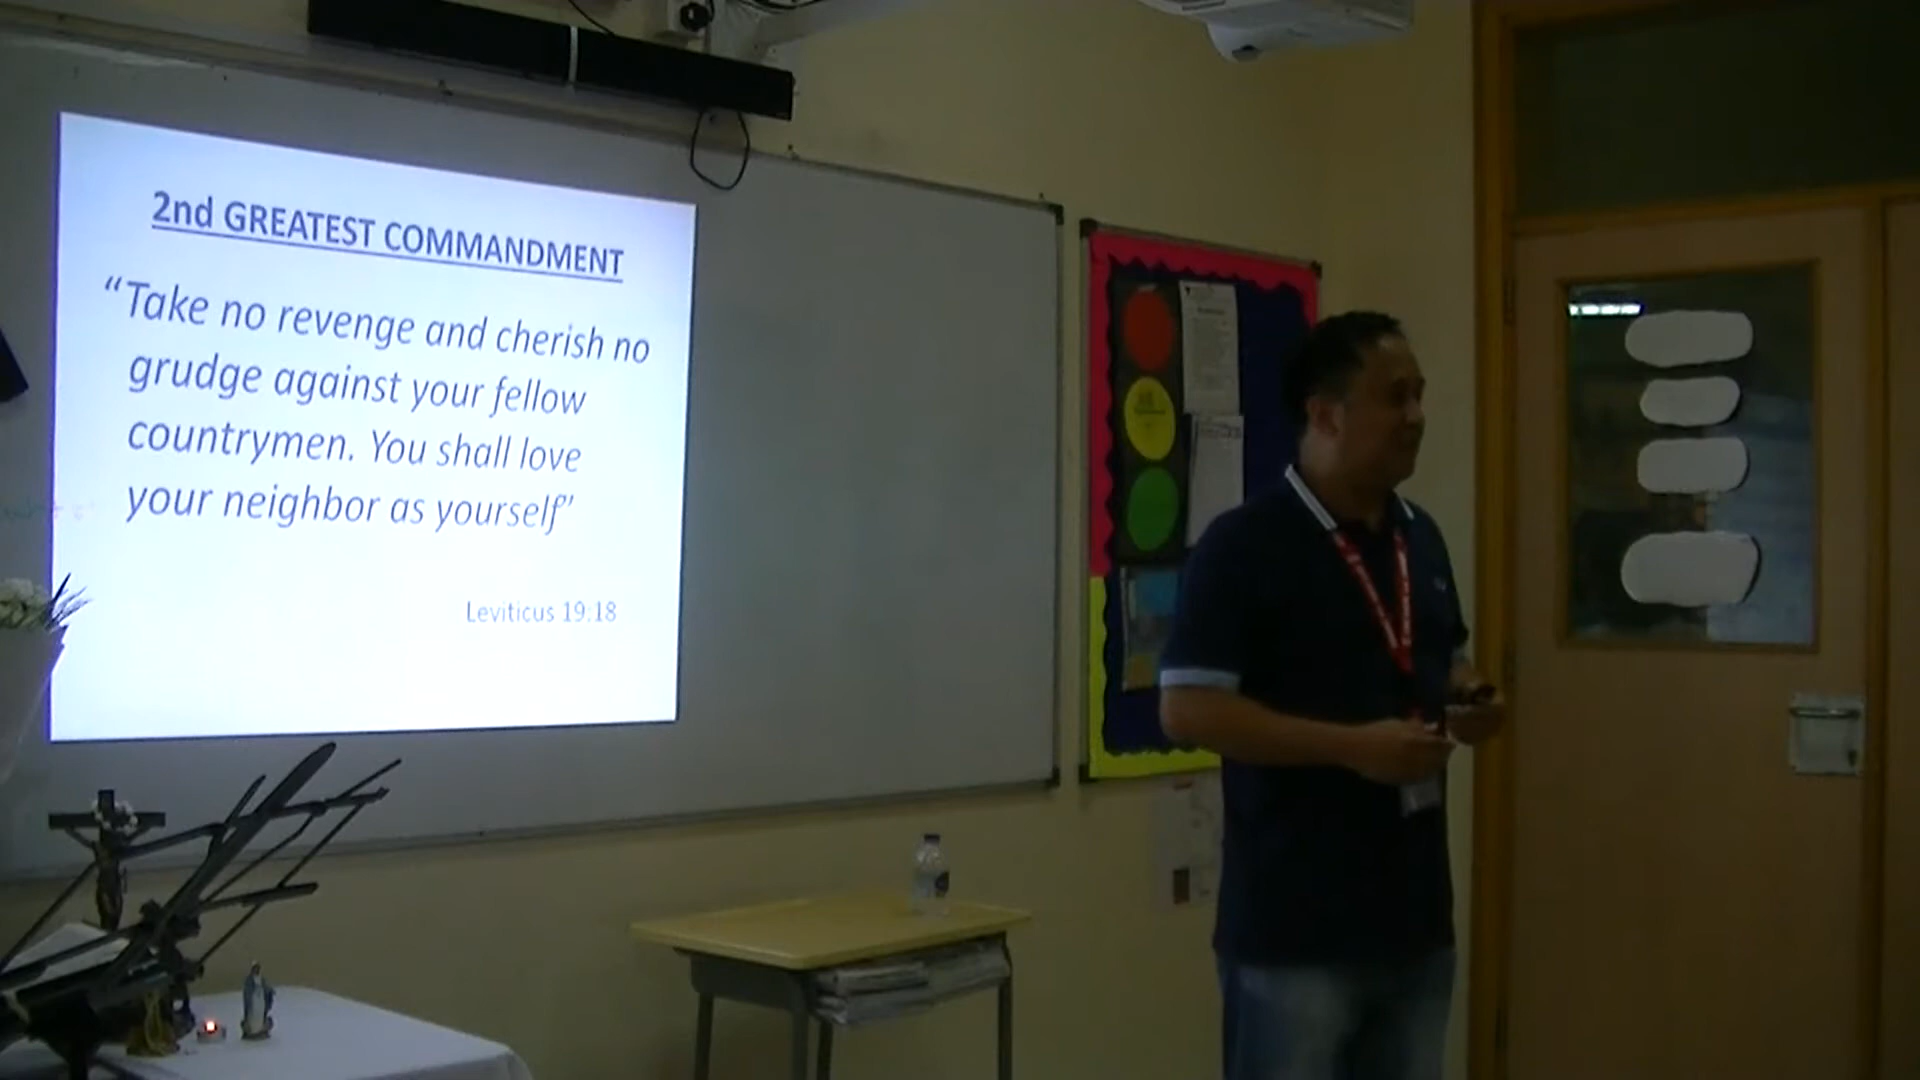 2nd GREATEST COMMANDMENT
“Take no revenge and cherish no
grudge against your fellow
countrymen. You shall love
your neighbor as yourself”
Leviticus 19:18